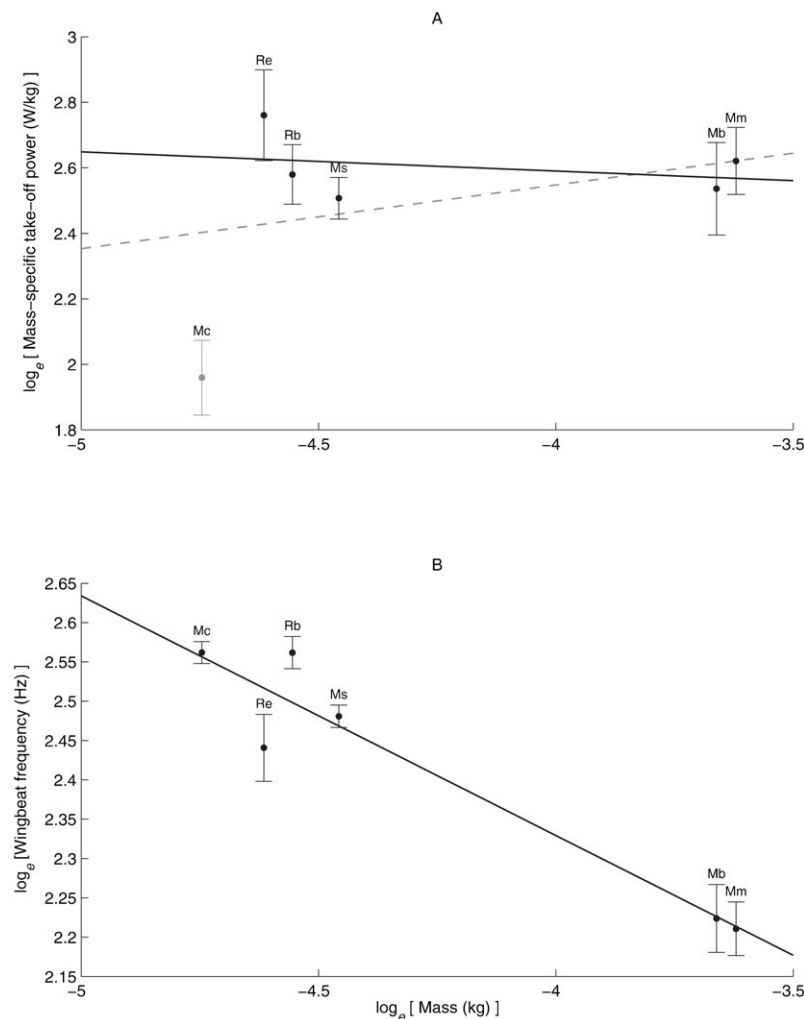 A
log_e [ Mass−specific take−off power (W/kg) ]
3
2.8
2.6
2.4
2.2
2
1.8
Re
Rb
Ms
Mb
Mm
Mc
−5
−4.5
−4
−3.5
B
log_e [Wingbeat frequency (Hz) ]
2.65
2.6
2.55
2.5
2.45
2.4
2.35
2.3
2.25
2.2
2.15
Mc
Rb
Re
Ms
Mb
Mm
−5
−4.5
−4
−3.5
log_e [ Mass (kg) ]